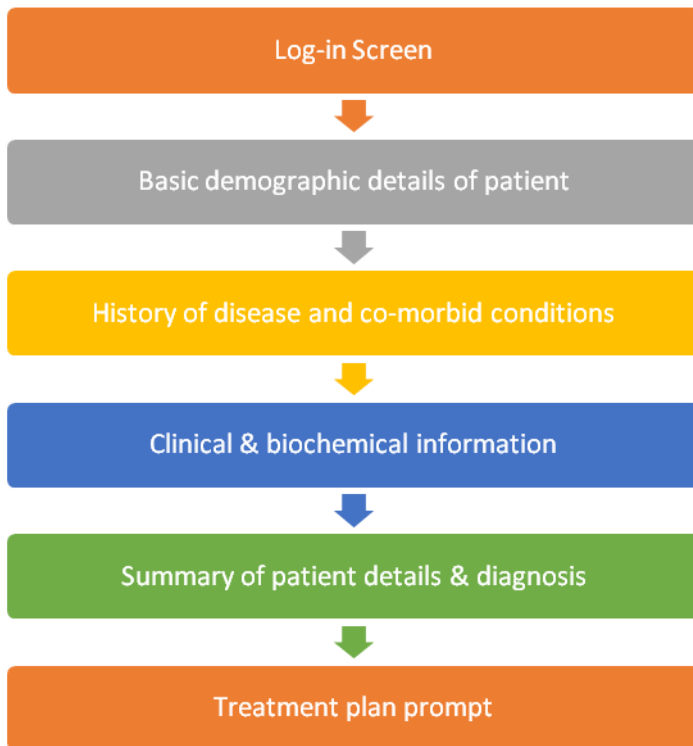 Log-in Screen
Basic demographic details of patient
History of disease and co-morbid conditions
Clinical & biochemical information
Summary of patient details & diagnosis
Treatment plan prompt